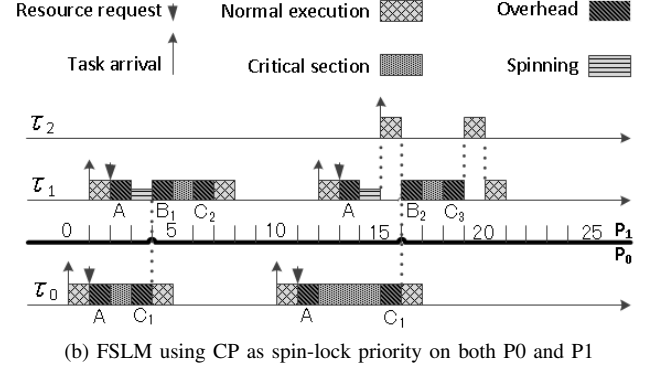 Resource request Normal execution Overhead
Task arrival Critical section Spinning
τ2
τ1
A B1 C2 A B2 C3
0 5 10 15 20 25 P1
P0
τ0
A C1 A C1
(b) FSLM using CP as spin-lock priority on both P0 and P1